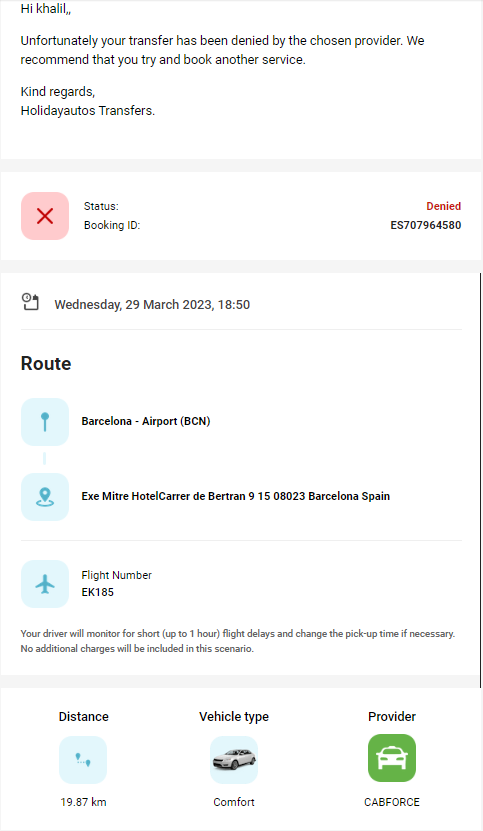 Hi khalil,,
Unfortunately your transfer has been denied by the chosen provider. We
recommend that you try and book another service.
Kind regards,
Holidayautos Transfers.
Status:
Denied
Booking ID:
ES707964580
Wednesday, 29 March 2023, 18:50
Route
Barcelona - Airport (BCN)
Exe Mitre HotelCarrer de Bertran 9 15 08023 Barcelona Spain
Flight Number
EK185
Your driver will monitor for short (up to 1 hour) flight delays and change the pick-up time if necessary.
No additional charges will be included in this scenario.
Distance
Vehicle type
Provider
19.87 km
Comfort
CABFORCE